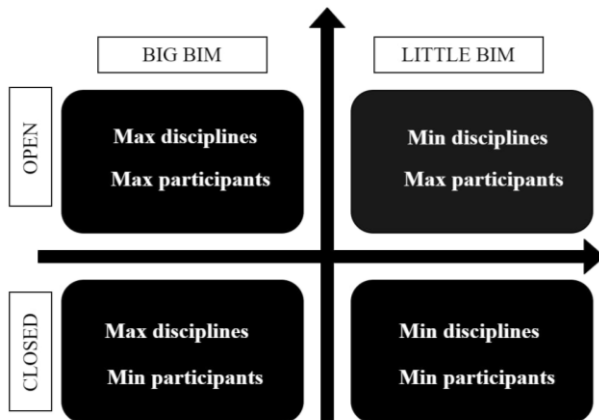 BIG BIM
LITTLE BIM
OPEN
Max disciplines
Max participants
Min disciplines
Max participants
CLOSED
Max disciplines
Min participants
Min disciplines
Min participants